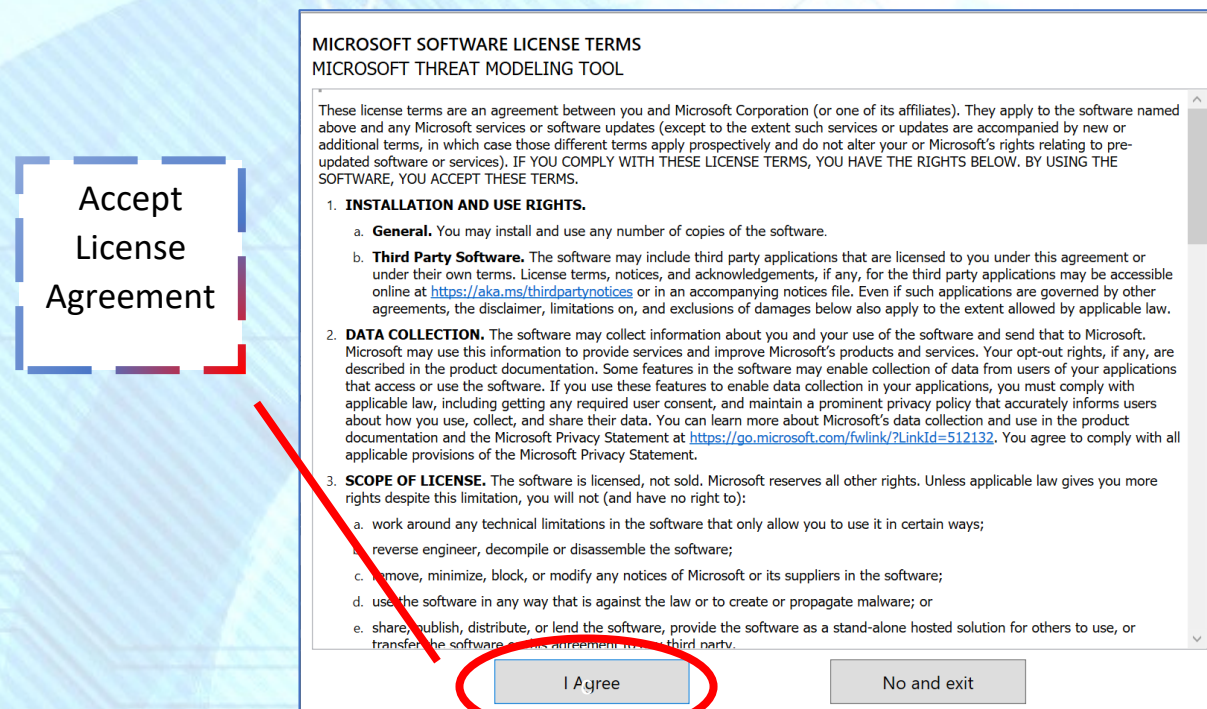 Accept
License
Agreement
MICROSOFT SOFTWARE LICENSE TERMS
MICROSOFT THREAT MODELING TOOL
These license terms are an agreement between you and Microsoft Corporation (or one of its affiliates). They apply to the software named
above and any Microsoft services or software updates (except to the extent such services or updates are accompanied by new or
additional terms, in which case those different terms apply prospectively and do not alter your or Microsoft's rights relating to pre-
updated software or services). IF YOU COMPLY WITH THESE LICENSE TERMS, YOU HAVE THE RIGHTS BELOW. BY USING THE
SOFTWARE, YOU ACCEPT THESE TERMS.
1. INSTALLATION AND USE RIGHTS.
a. General. You may install and use any number of copies of the software.
b. Third Party Software. The software may include third party applications that are licensed to you under this agreement or
under their own terms. License terms, notices, and acknowledgements, if any, for the third party applications may be accessible
online at https://aka.ms/thirdpartynotices or in an accompanying notices file. Even if such applications are governed by other
agreements, the disclaimer, limitations on, and exclusions of damages below also apply to the extent allowed by applicable law.
2. DATA COLLECTION. The software may collect information about you and your use of the software and send that to Microsoft.
Microsoft may use this information to provide services and improve Microsoft's products and services. Your opt-out rights, if any, are
described in the product documentation. Some features in the software may enable collection of data from users of your applications
that access or use the software. If you use these features to enable data collection in your applications, you must comply with
applicable law, including getting any required user consent, and maintain a prominent privacy policy that accurately informs users
about how you use, collect, and share their data. You can learn more about Microsoft's data collection and use in the product
documentation and the Microsoft Privacy Statement at https://go.microsoft.com/fwlink/?LinkId=512132. You agree to comply with all
applicable provisions of the Microsoft Privacy Statement.
3. SCOPE OF LICENSE. The software is licensed, not sold. Microsoft reserves all other rights. Unless applicable law gives you more
rights despite this limitation, you will not (and have no right to):
a. work around any technical limitations in the software that only allow you to use it in certain ways;
reverse engineer, decompile or disassemble the software;
c. remove, minimize, block, or modify any notices of Microsoft or its suppliers in the software;
d. use the software in any way that is against the law or to create or propagate malware; or
e. share, publish, distribute, or lend the software, provide the software as a stand-alone hosted solution for others to use, or
transfer the software this agreement to third party.
I Agree
No and exit